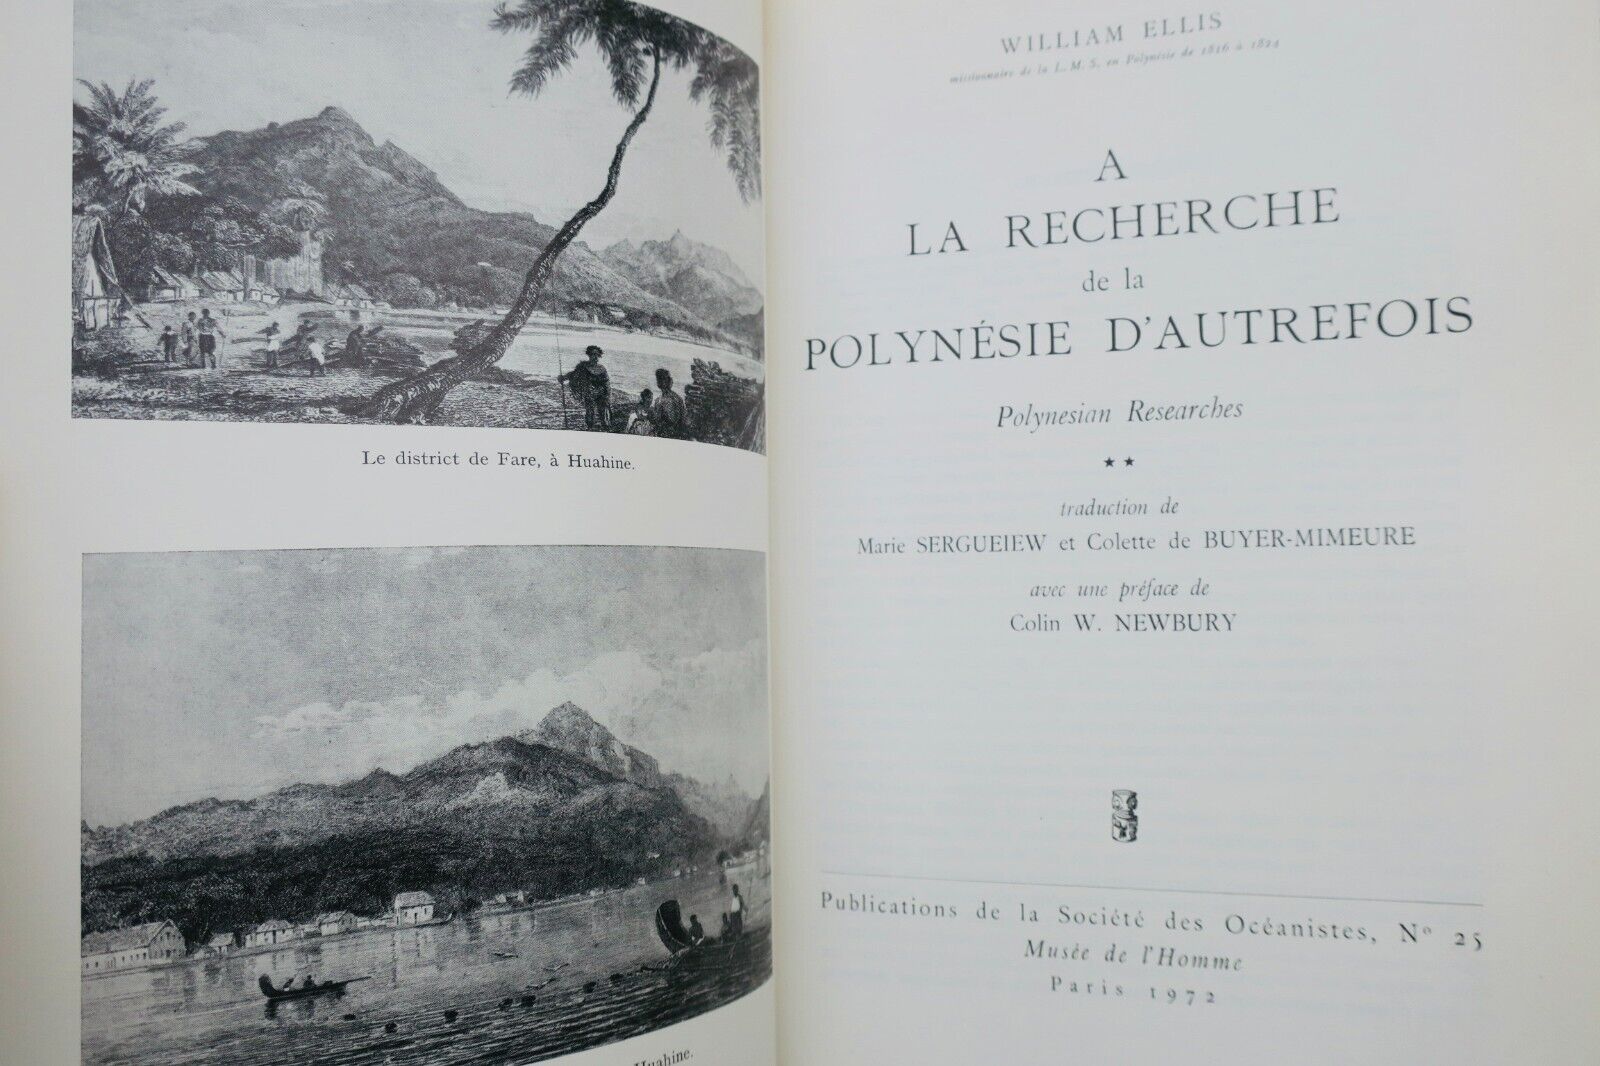 Le district de Fare, à Huahine.
Huahine.
WILLIAM ELLIS
missionnaire de la L. M. S. en Polynésie de 1816 à 1824
A
LA RECHERCHE
de la
POLYNÉSIE D'AUTREFOIS
Polynesian Researches
★ ★
traduction de
Marie SERGUEIEW et Colette de BUYER-MIMEURE
avec une préface de
Colin W. NEWBURY
Publications de la Société des Océanistes, Nº 25
Musée de l'Homme
Paris 1972